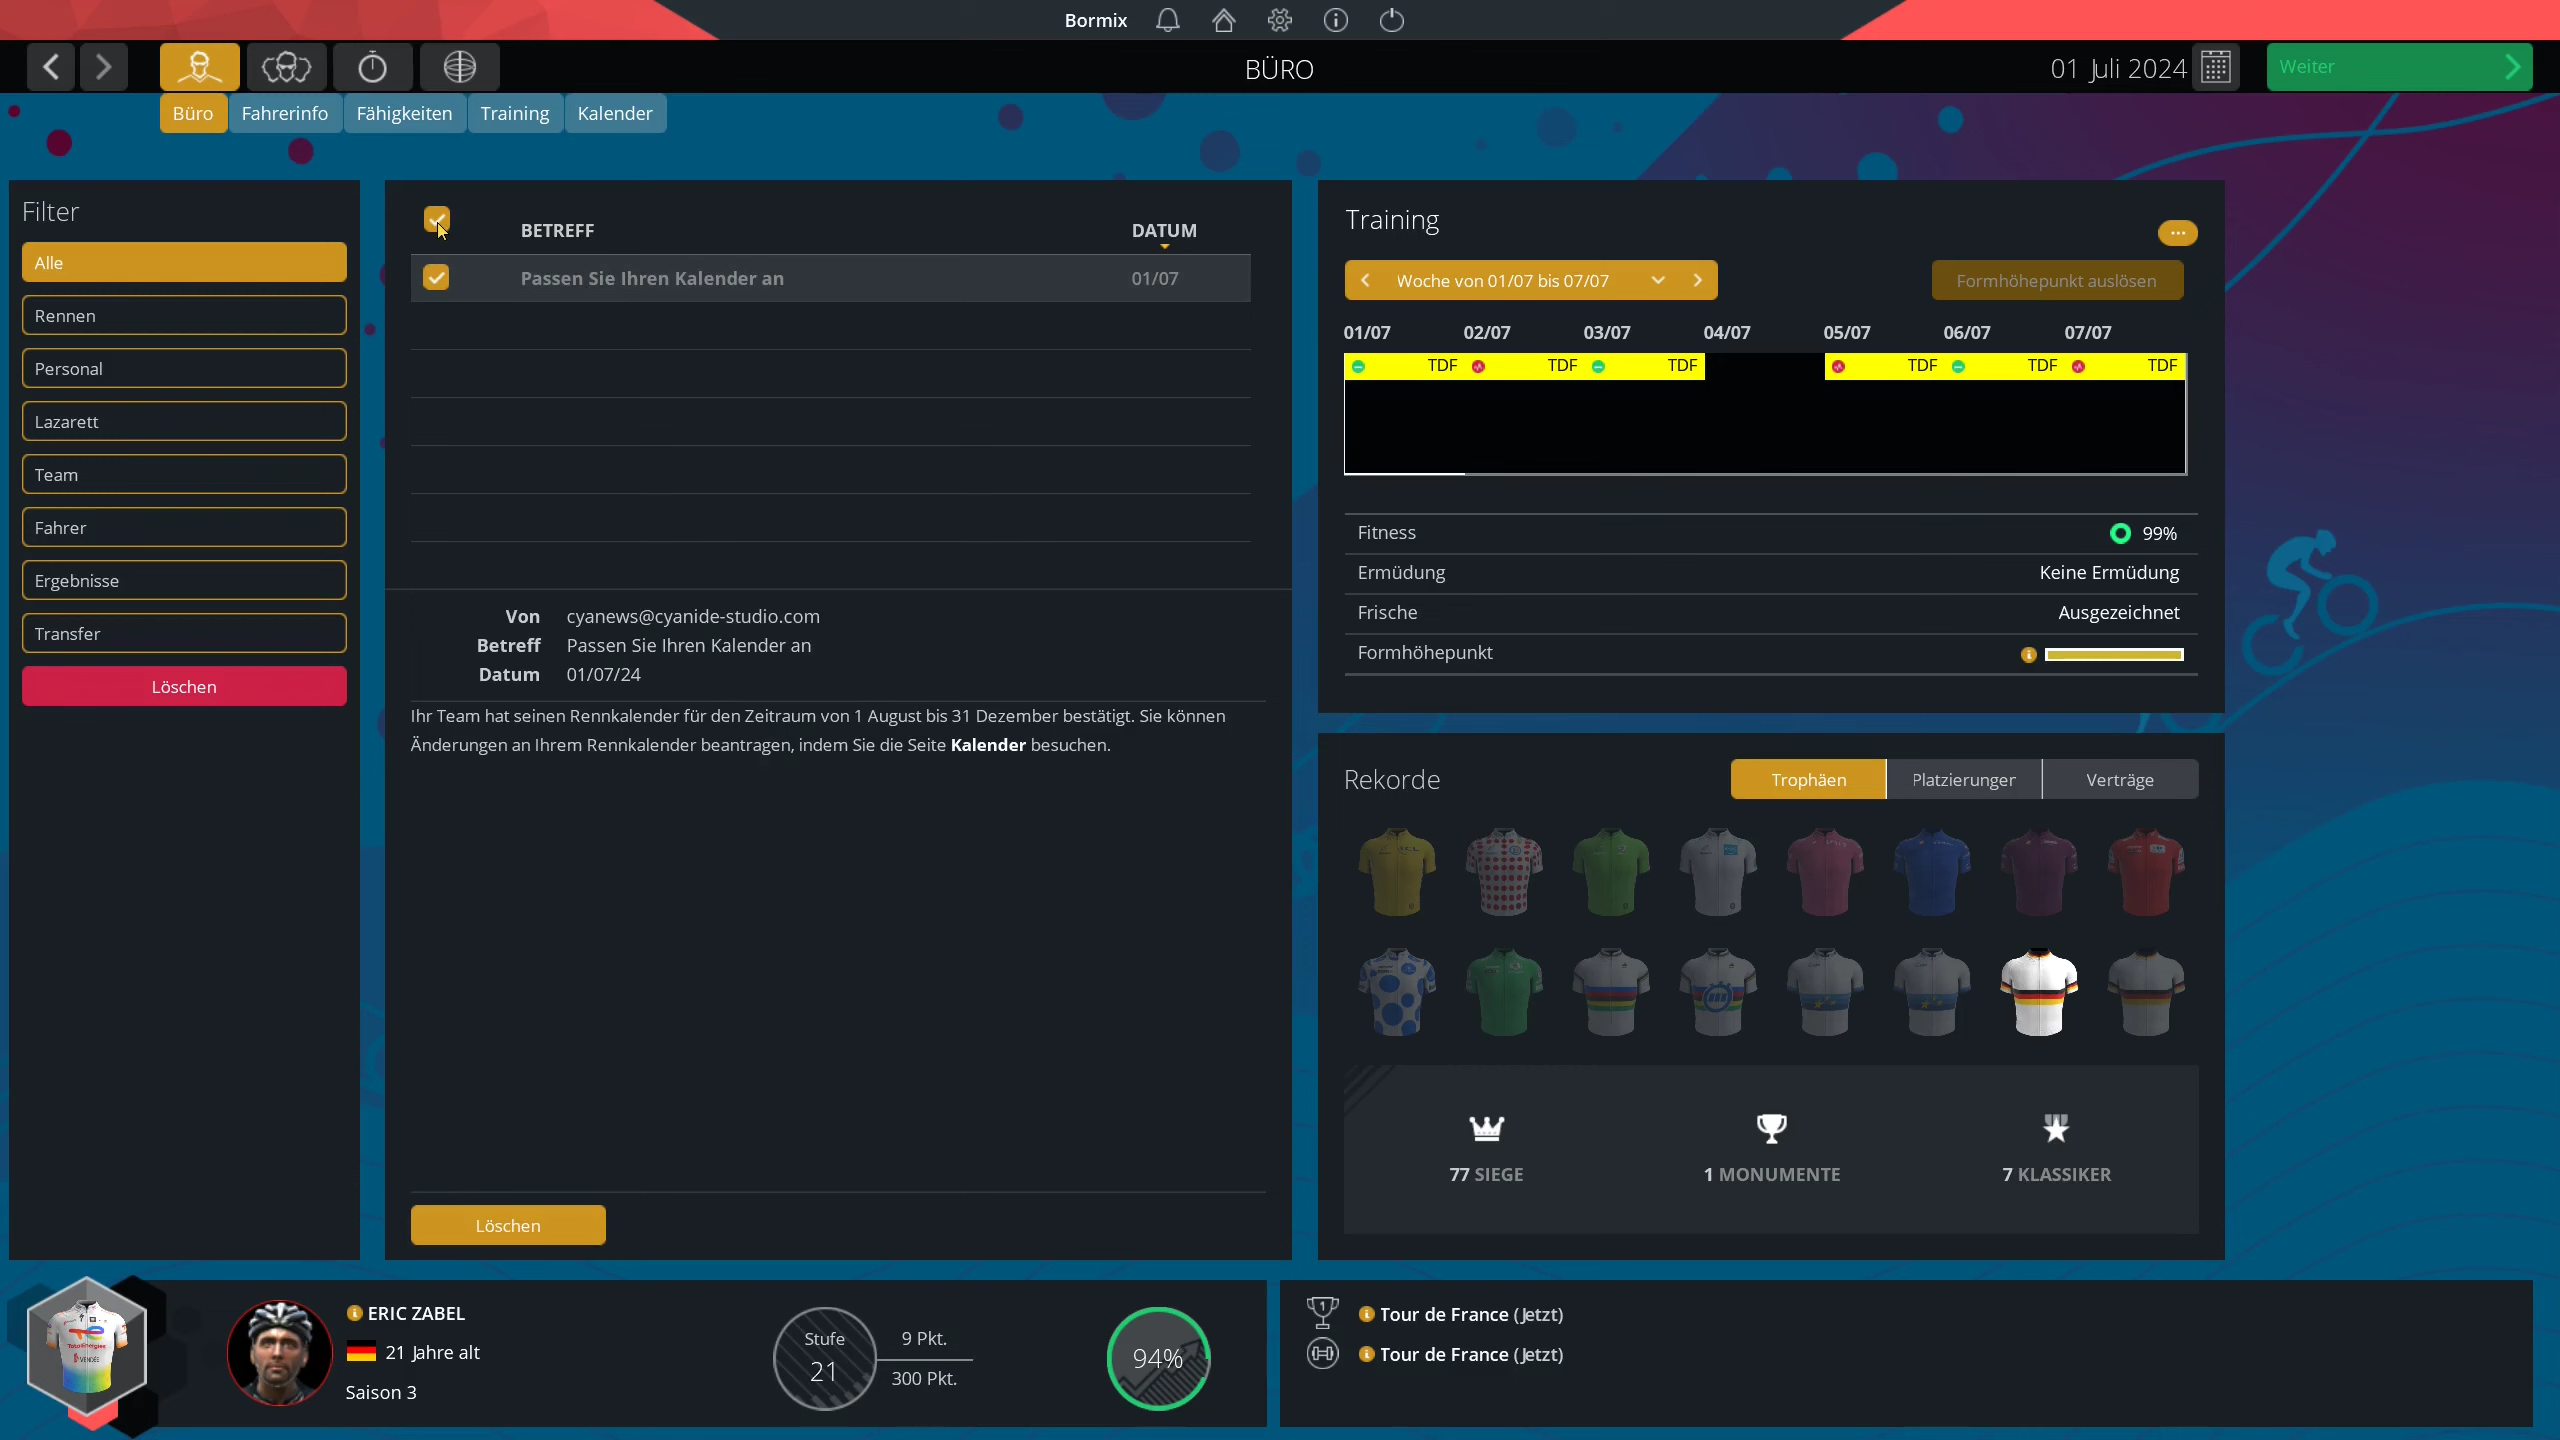 Bormix
BÜRO
01 Juli 2024
Weiter
Büro
Fahrerinfo
Fähigkeiten
Training
Kalender
Filter
Alle
Rennen
Personal
Lazarett
Team
Fahrer
Ergebnisse
Transfer
Löschen
BETREFF
DATUM
Passen Sie Ihren Kalender an
01/07
Von
cyanews@cyanide-studio.com
Betreff
Passen Sie Ihren Kalender an
Datum
01/07/24
Ihr Team hat seinen Rennkalender für den Zeitraum von 1 August bis 31 Dezember bestätigt. Sie können
Änderungen an Ihrem Rennkalender beantragen, indem Sie die Seite Kalender besuchen.
Löschen
Training
Woche von 01/07 bis 07/07
Formhöhepunkt auslösen
01/07 02/07 03/07 04/07 05/07 06/07 07/07
TDF TDF TDF TDF TDF TDF
Fitness
99%
Ermüdung
Keine Ermüdung
Frische
Ausgezeichnet
Formhöhepunkt
Rekorde
Trophäen
Platzierunger
Verträge
77 SIEGE
1 MONUMENTE
7 KLASSIKER
ERIC ZABEL
21 Jahre alt
Saison 3
Stufe
21
9 Pkt.
300 Pkt.
94%
Tour de France (Jetzt)
Tour de France (Jetzt)